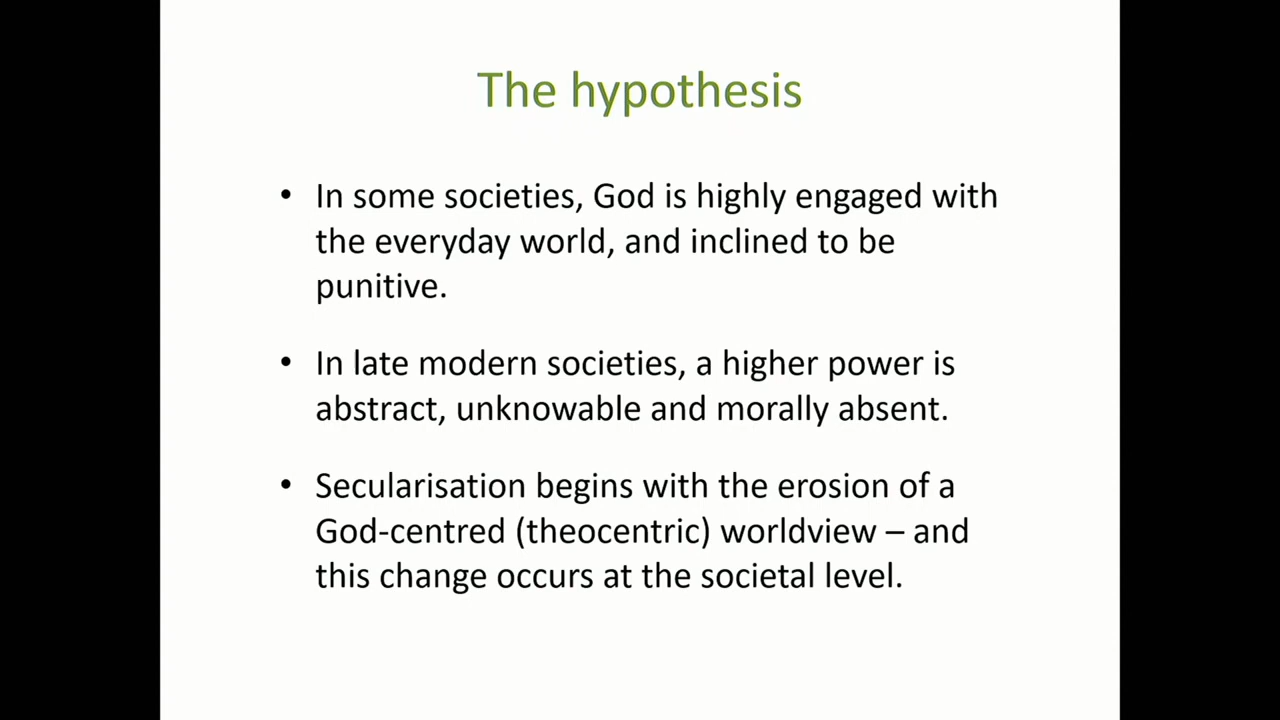 The hypothesis
• In some societies, God is highly engaged with
the everyday world, and inclined to be
punitive.
• In late modern societies, a higher power is
abstract, unknowable and morally absent.
• Secularisation begins with the erosion of a
God-centred (theocentric) worldview – and
this change occurs at the societal level.